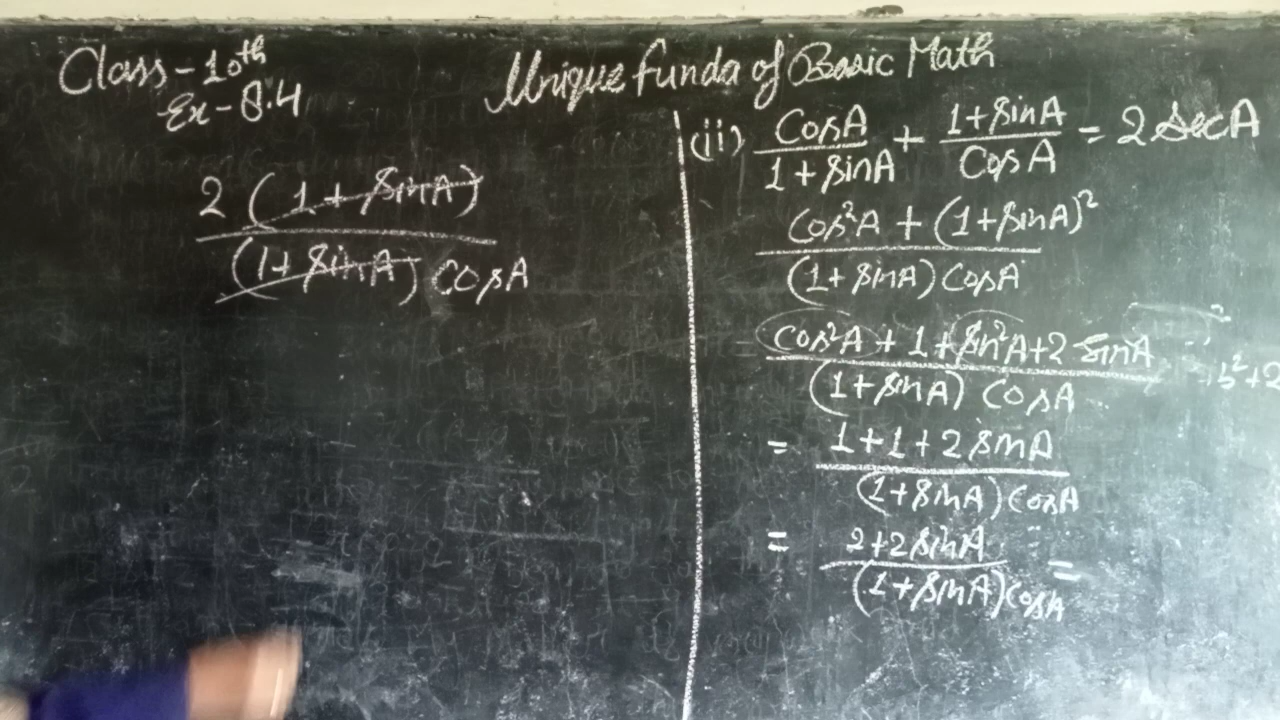 Class - 10th
Ex - 8.4
Unique funda of Basic Math
(ii) CosA/(1+sinA) + (1+sinA)/CosA = 2 SecA
(Cos²A + (1+sinA)²)/((1+sinA) CosA)
(Cos²A + 1 + sin²A + 2 sinA)/((1+sinA) CosA)
b²+2
= (1+1+2 sinA)/((1+sinA) CosA)
= (2+2 sinA)/((1+sinA) CosA) =
2 (1+sinA)/((1+sinA) CosA)